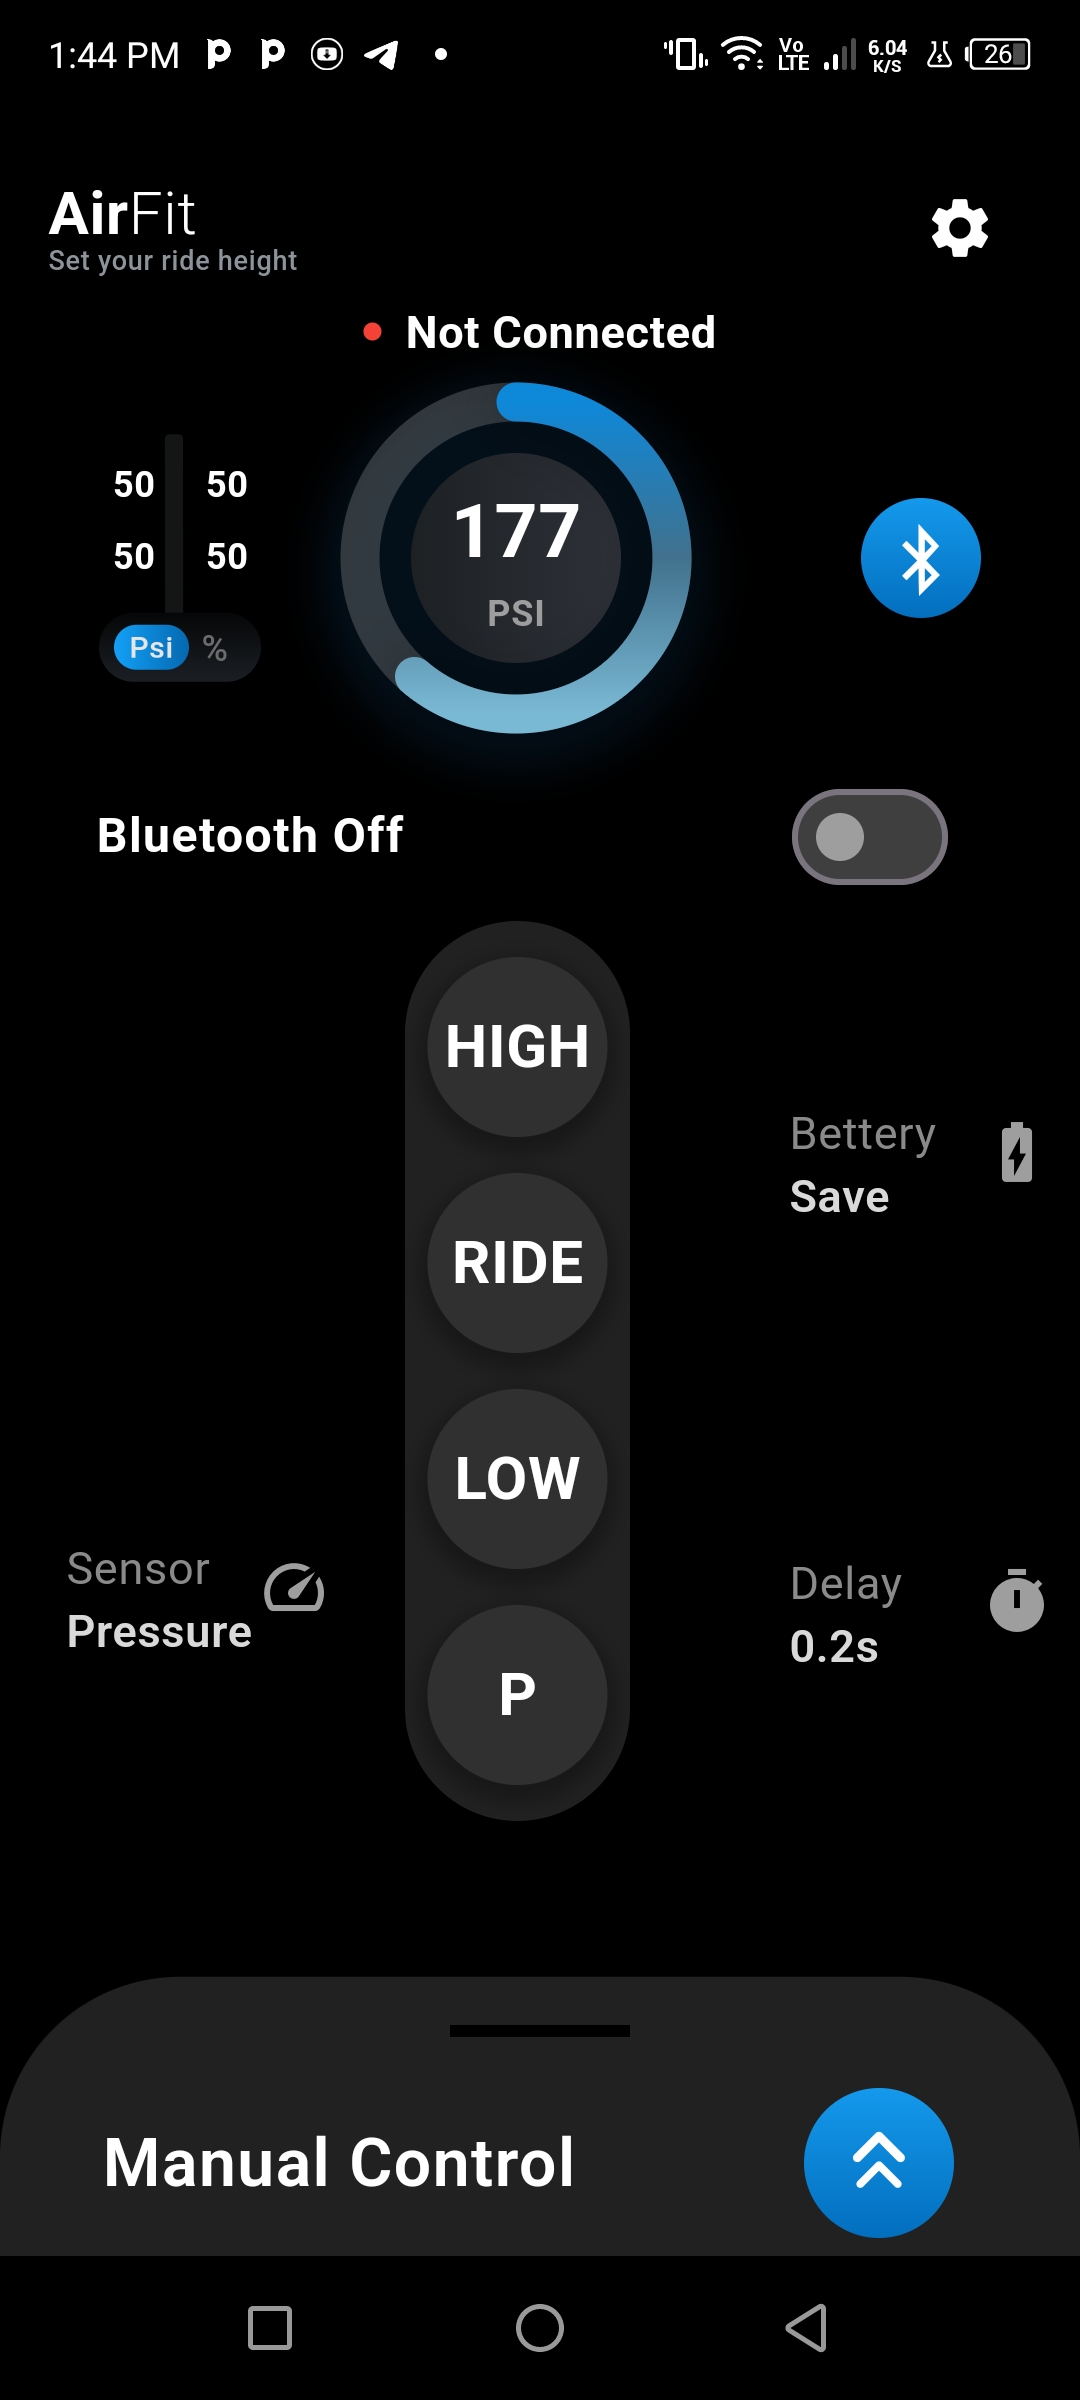 1:44 PM
Vo
LTE
6.04
K/S
26
AirFit
Set your ride height
Not Connected
50 50
50 50
Psi %
177
PSI
Bluetooth Off
HIGH
RIDE
LOW
P
Bettery
Save
Sensor
Pressure
Delay
0.2s
Manual Control